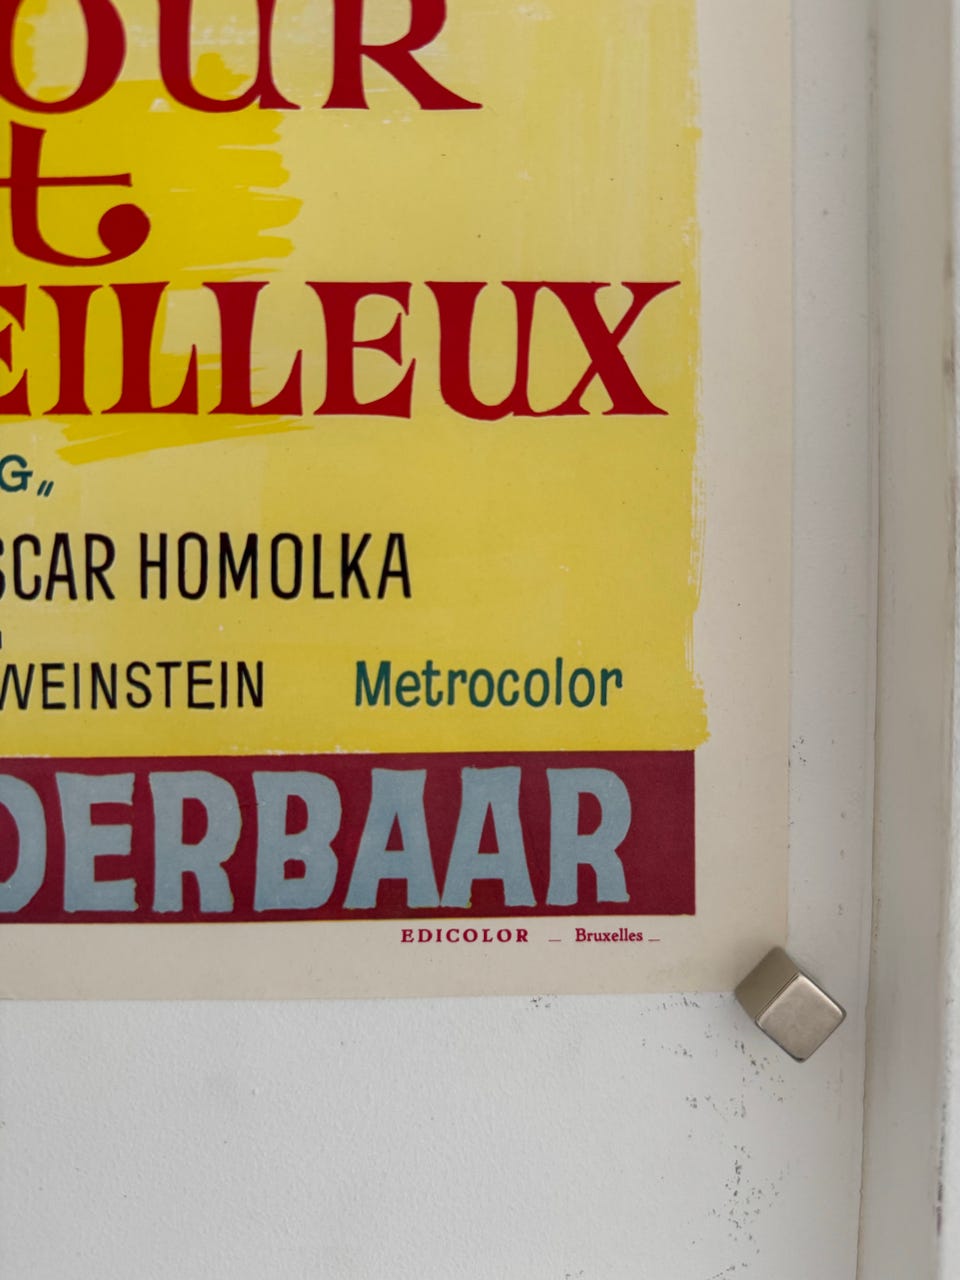 OUR
t
EILLEUX
G„
SCAR HOMOLKA
WEINSTEIN Metrocolor
DERBAAR
EDICOLOR _ Bruxelles _